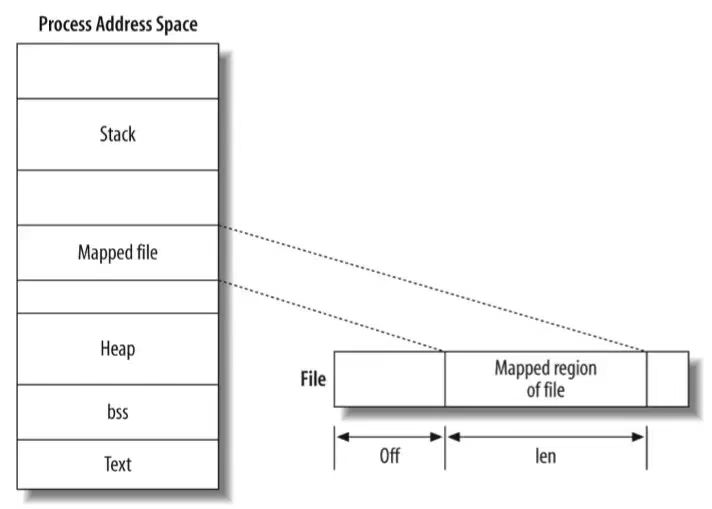 Process Address Space
Stack
Mapped file
Heap
bss
Text
File
Mapped region
of file
Off
len